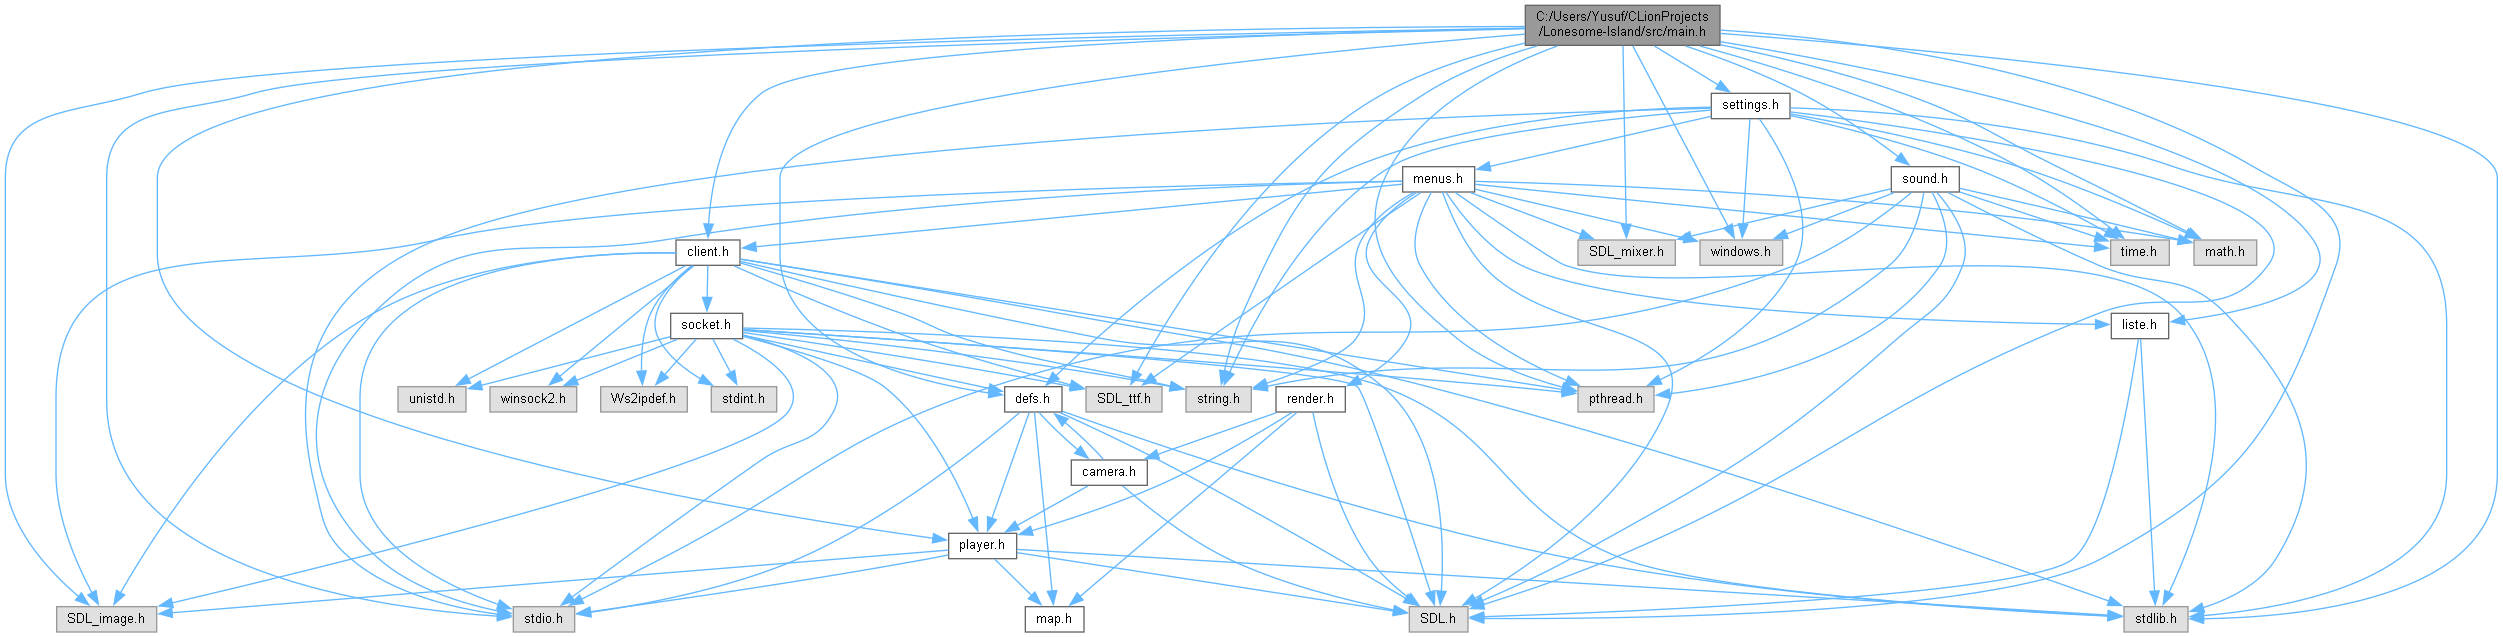 C:/Users/Yusuf/CLionProjects
/Lonesome-Island/src/main.h
settings.h
menus.h
sound.h
client.h
SDL_mixer.h
windows.h
time.h
math.h
socket.h
liste.h
unistd.h
winsock2.h
Ws2ipdef.h
stdint.h
defs.h
SDL_ttf.h
string.h
render.h
pthread.h
camera.h
player.h
SDL_image.h
stdio.h
map.h
SDL.h
stdlib.h